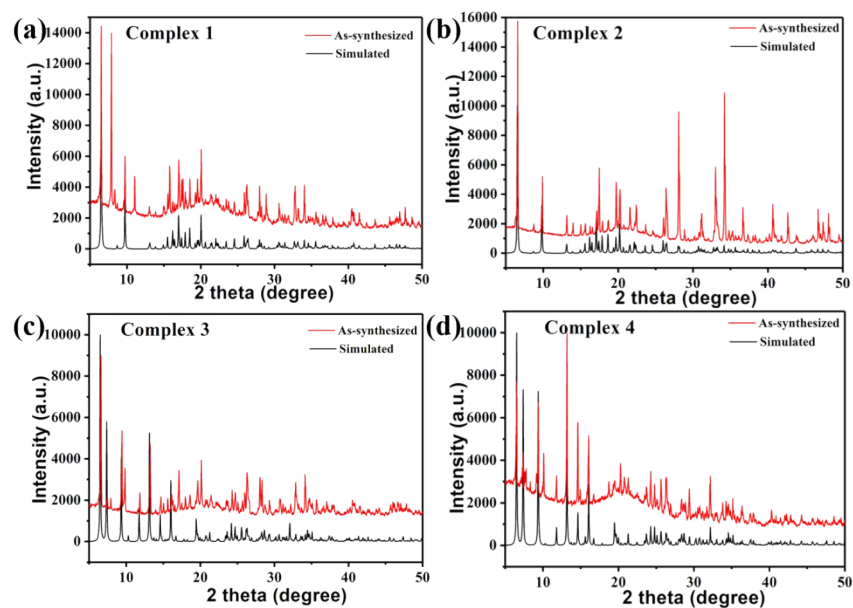 (a)
Complex 1
As-synthesized
Simulated
14000
12000
10000
8000
6000
4000
2000
0
Intensity (a.u.)
10 20 30 40 50
2 theta (degree)
(b)
Complex 2
As-synthesized
Simulated
16000
14000
12000
10000
8000
6000
4000
2000
0
Intensity (a.u.)
10 20 30 40 50
2 theta (degree)
(c)
Complex 3
As-synthesized
Simulated
10000
8000
6000
4000
2000
0
Intensity (a.u.)
10 20 30 40 50
2 theta (degree)
(d)
Complex 4
As-synthesized
Simulated
10000
8000
6000
4000
2000
0
Intensity (a.u.)
10 20 30 40 50
2 theta (degree)